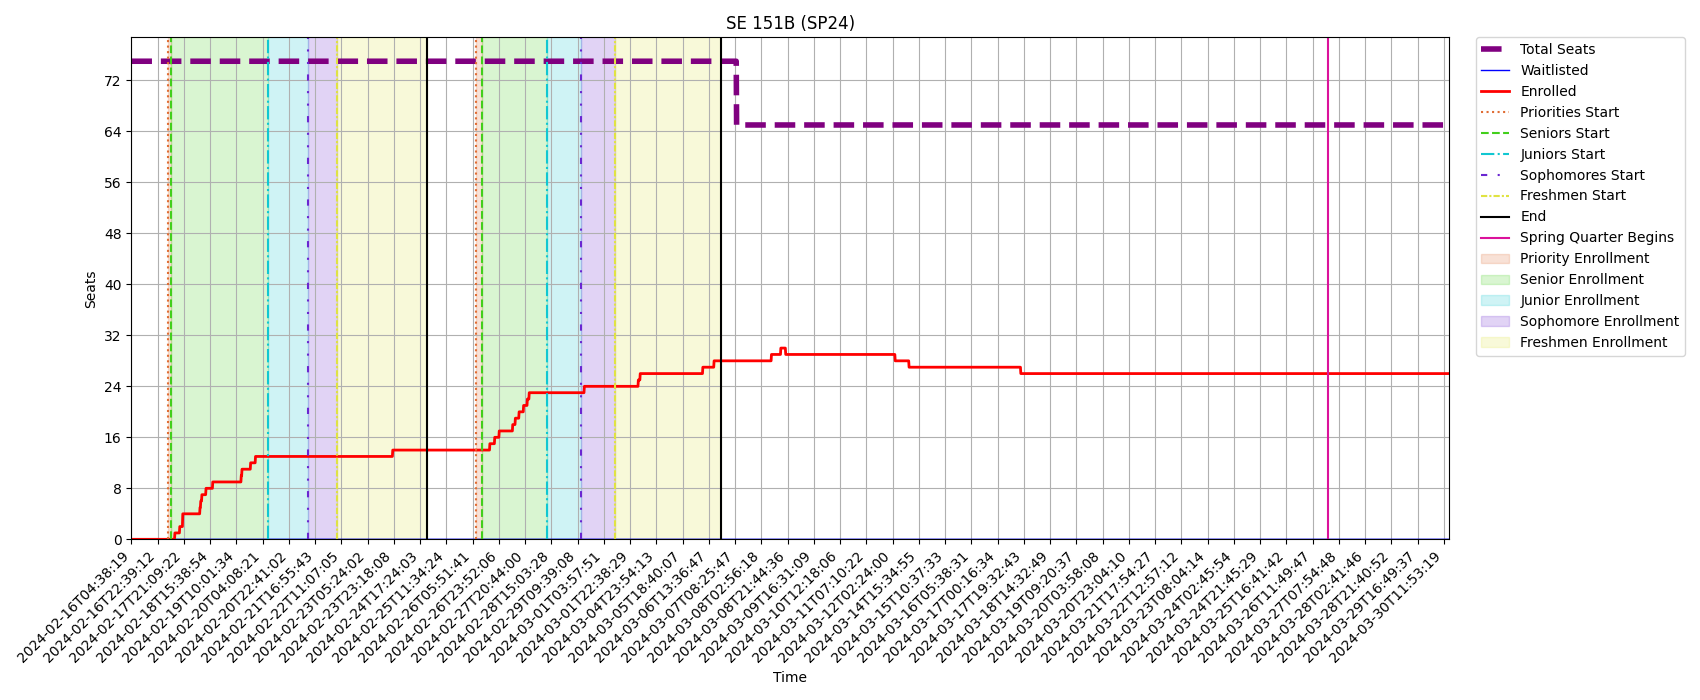 SE 151B (SP24)
Seats
72
64
56
48
40
32
24
16
8
0
2024-02-16T04:38:19
2024-02-16T22:39:12
2024-02-17T21:09:22
2024-02-18T15:38:54
2024-02-19T10:01:34
2024-02-20T04:08:21
2024-02-20T22:41:02
2024-02-21T16:55:43
2024-02-22T11:07:05
2024-02-23T05:24:02
2024-02-23T23:18:08
2024-02-24T17:24:03
2024-02-25T11:34:24
2024-02-26T05:51:41
2024-02-26T23:52:06
2024-02-27T20:44:00
2024-02-28T15:03:28
2024-02-29T09:39:08
2024-03-01T03:57:51
2024-03-01T22:38:29
2024-03-04T23:54:13
2024-03-05T18:40:07
2024-03-06T13:36:47
2024-03-07T08:25:47
2024-03-08T02:56:18
2024-03-08T21:44:36
2024-03-09T16:31:09
2024-03-10T12:18:06
2024-03-11T07:10:22
2024-03-12T02:24:00
2024-03-14T15:34:55
2024-03-15T10:37:33
2024-03-16T05:38:31
2024-03-17T00:16:34
2024-03-17T19:32:43
2024-03-18T14:32:49
2024-03-19T09:20:37
2024-03-20T03:58:08
2024-03-20T23:04:10
2024-03-21T17:54:27
2024-03-22T12:57:12
2024-03-23T08:04:14
2024-03-24T02:45:54
2024-03-24T21:45:29
2024-03-25T16:41:42
2024-03-26T11:49:47
2024-03-27T07:54:48
2024-03-28T02:41:46
2024-03-28T21:40:52
2024-03-29T16:49:37
2024-03-30T11:53:19
Time
Total Seats
Waitlisted
Enrolled
Priorities Start
Seniors Start
Juniors Start
Sophomores Start
Freshmen Start
End
Spring Quarter Begins
Priority Enrollment
Senior Enrollment
Junior Enrollment
Sophomore Enrollment
Freshmen Enrollment